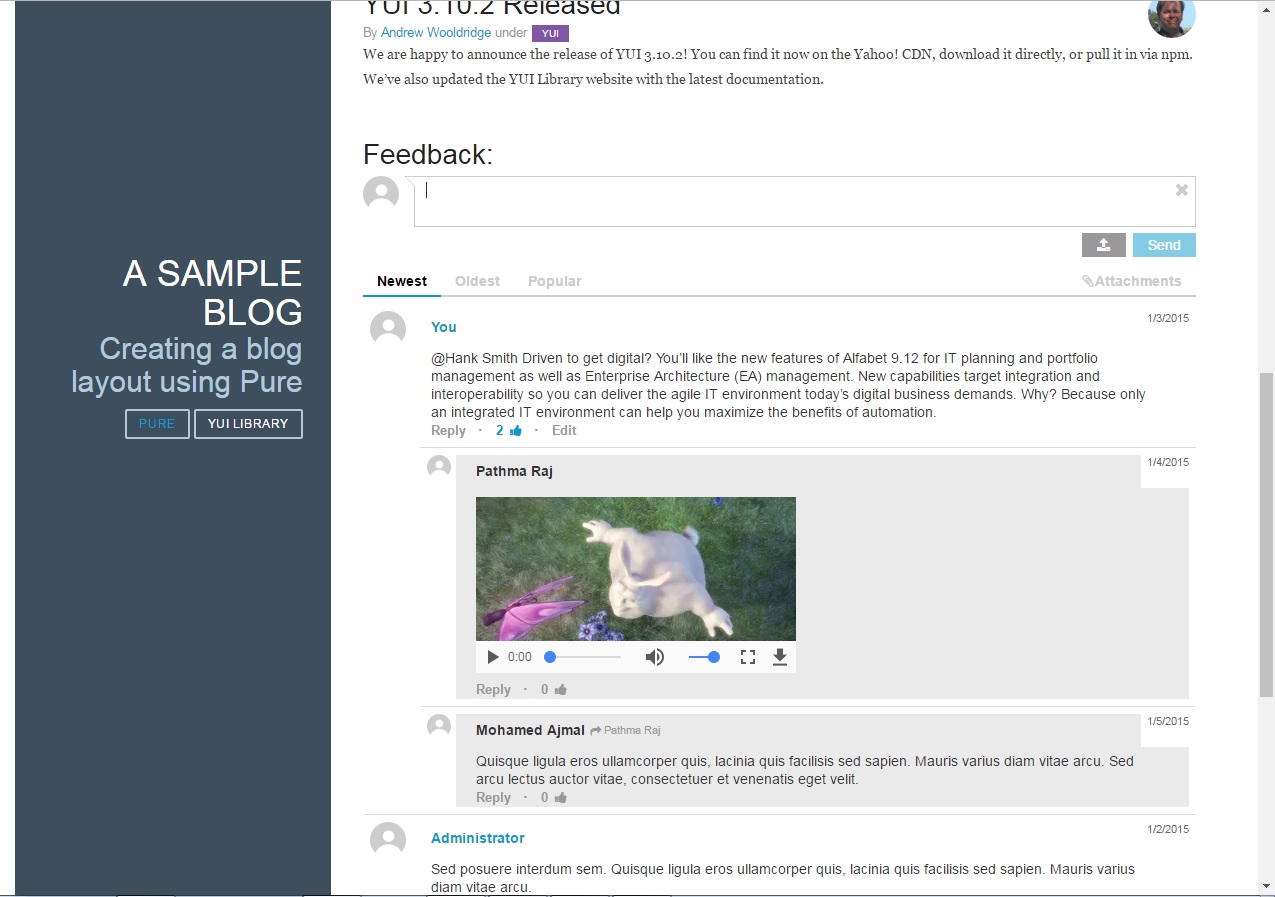 YUI 3.10.2 Released
By Andrew Wooldridge under YUI
We are happy to announce the release of YUI 3.10.2! You can find it now on the Yahoo! CDN, download it directly, or pull it in via npm.
We've also updated the YUI Library website with the latest documentation.
A SAMPLE
BLOG
Creating a blog
layout using Pure
PURE YUI LIBRARY
Feedback:
Send
Newest Oldest Popular Attachments
You 1/3/2015
@Hank Smith Driven to get digital? You'll like the new features of Alfabet 9.12 for IT planning and portfolio
management as well as Enterprise Architecture (EA) management. New capabilities target integration and
interoperability so you can deliver the agile IT environment today's digital business demands. Why? Because only
an integrated IT environment can help you maximize the benefits of automation.
Reply · 2 · Edit
Pathma Raj 1/4/2015
0:00
Reply · 0
Mohamed Ajmal Pathma Raj 1/5/2015
Quisque ligula eros ullamcorper quis, lacinia quis facilisis sed sapien. Mauris varius diam vitae arcu. Sed
arcu lectus auctor vitae, consectetuer et venenatis eget velit.
Reply · 0
Administrator 1/2/2015
Sed posuere interdum sem. Quisque ligula eros ullamcorper quis, lacinia quis facilisis sed sapien. Mauris varius
diam vitae arcu.